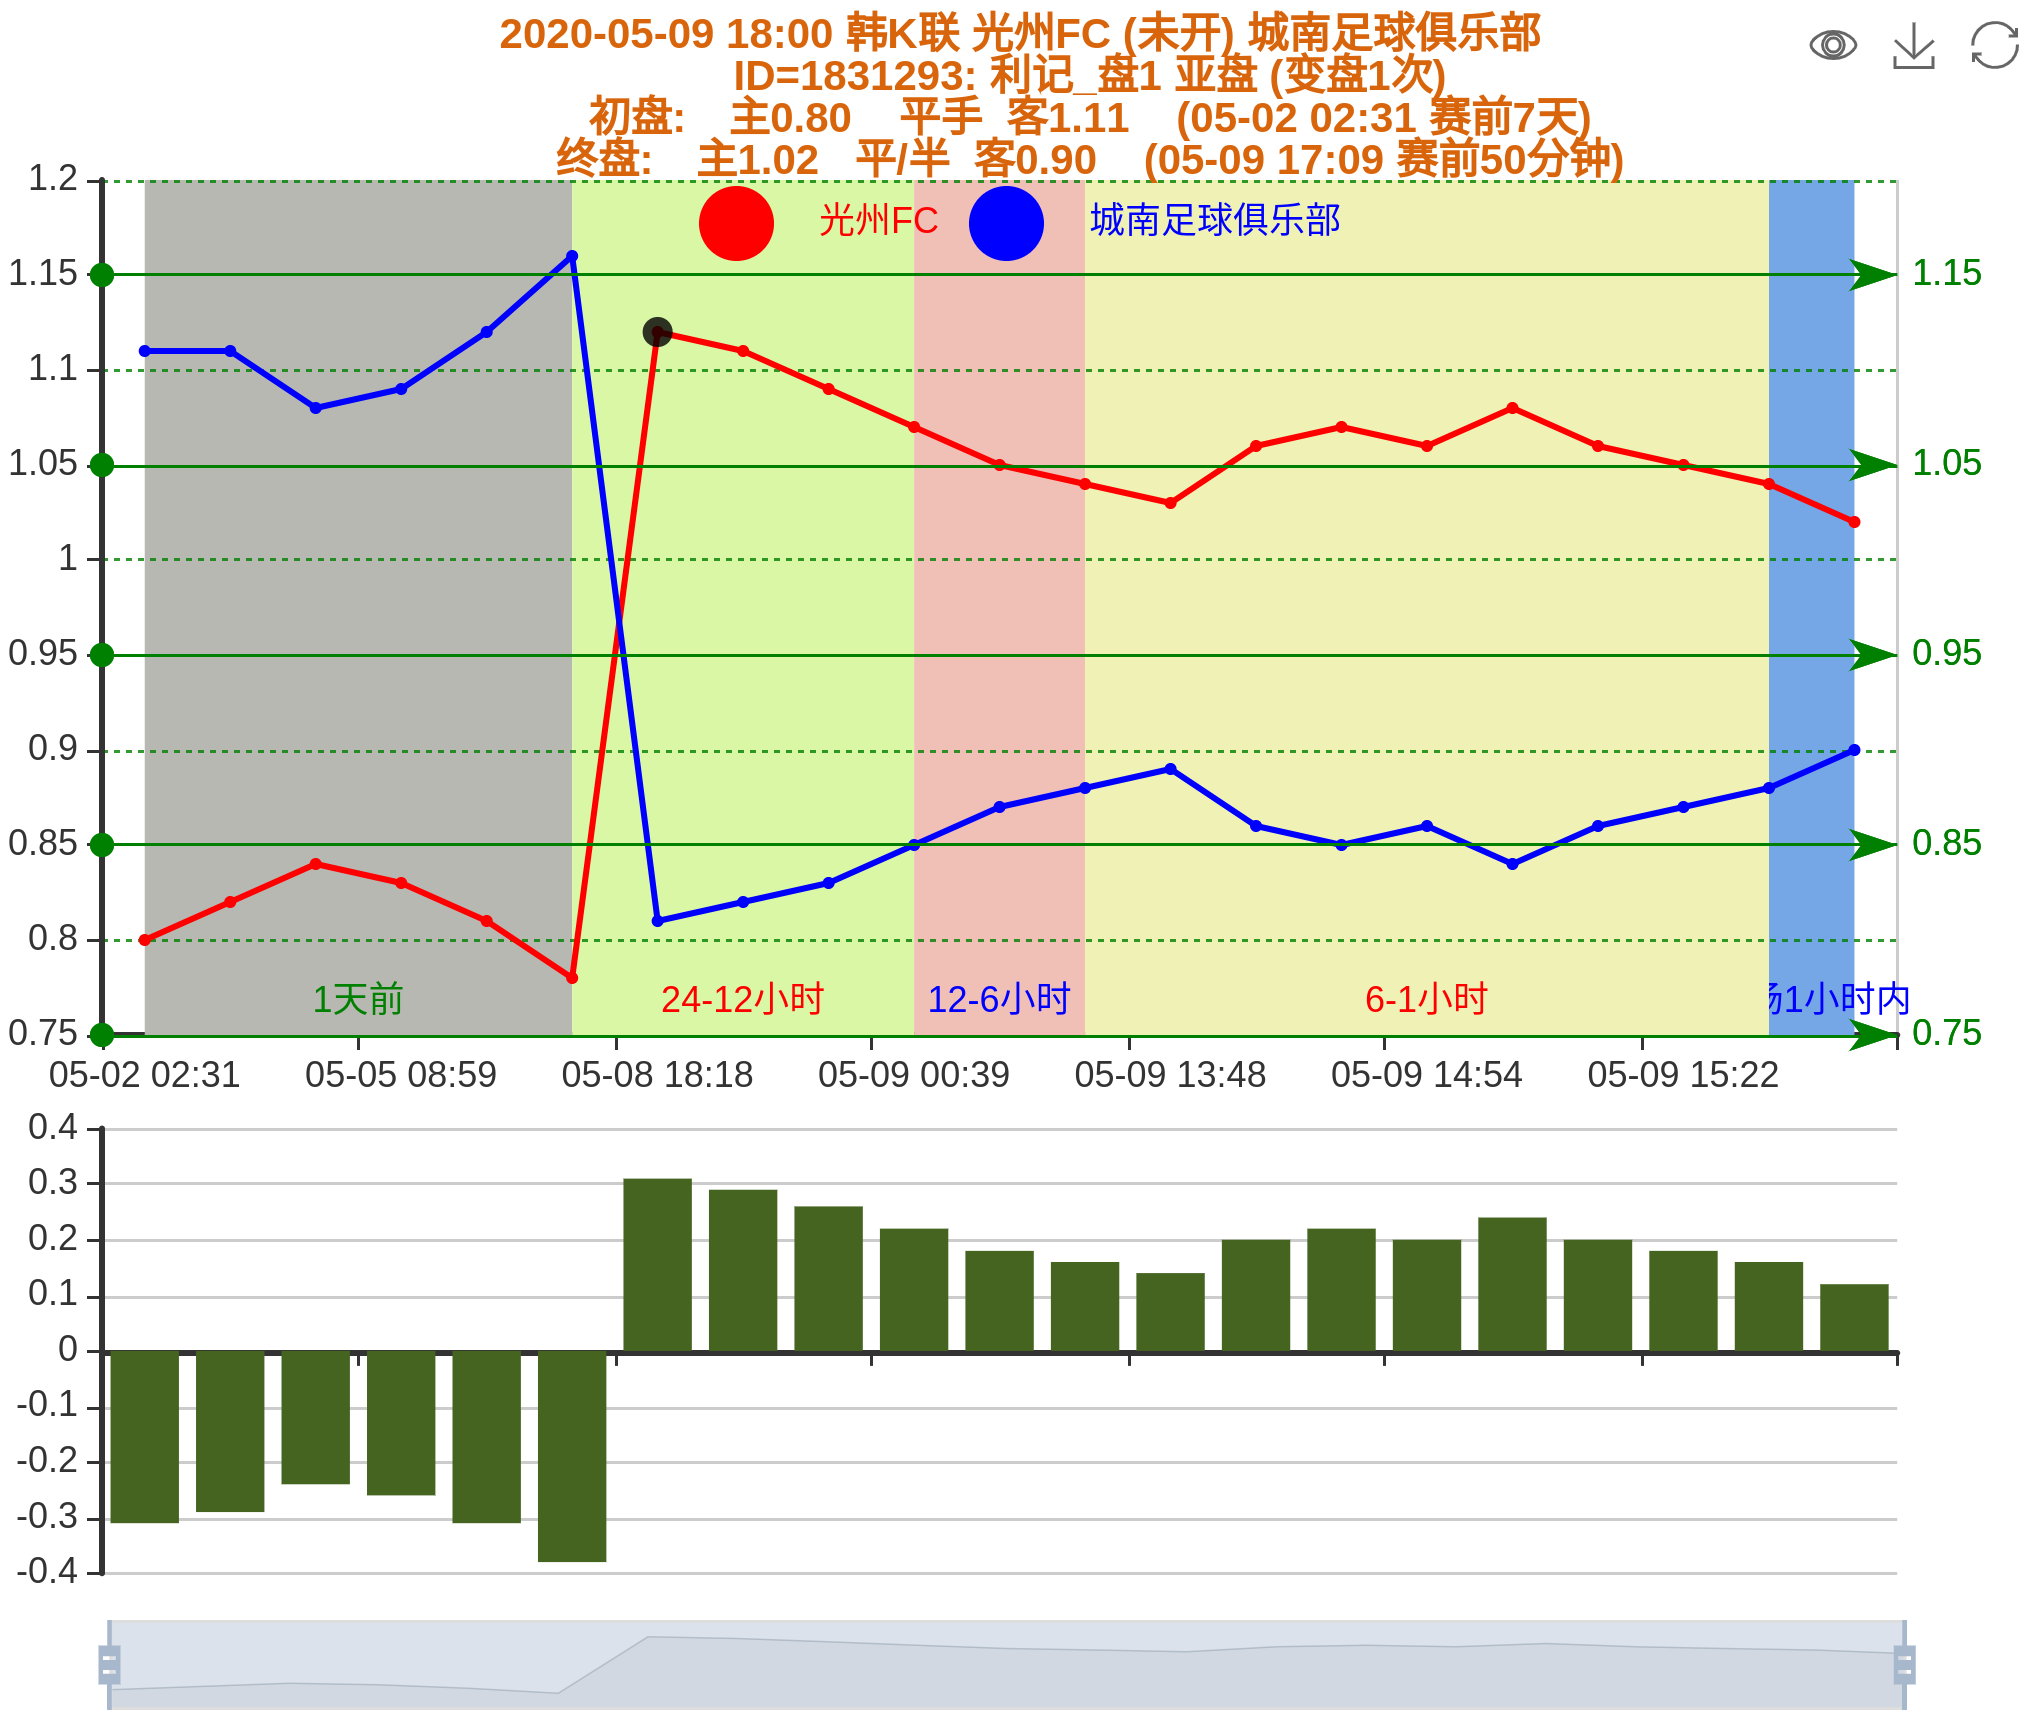 2020-05-09 18:00 韩K联 光州FC (未开) 城南足球俱乐部
ID=1831293: 利记_盘1 亚盘 (变盘1次)
初盘: 主0.80 平手 客1.11 (05-02 02:31 赛前7天)
终盘: 主1.02 平/半 客0.90 (05-09 17:09 赛前50分钟)
光州FC 城南足球俱乐部
1.2
1.15 1.15
1.1
1.05 1.05
1
0.95 0.95
0.9
0.85 0.85
0.8
1天前 24-12小时 12-6小时 6-1小时 场1小时内
0.75 0.75
05-02 02:31 05-05 08:59 05-08 18:18 05-09 00:39 05-09 13:48 05-09 14:54 05-09 15:22
0.4
0.3
0.2
0.1
0
-0.1
-0.2
-0.3
-0.4